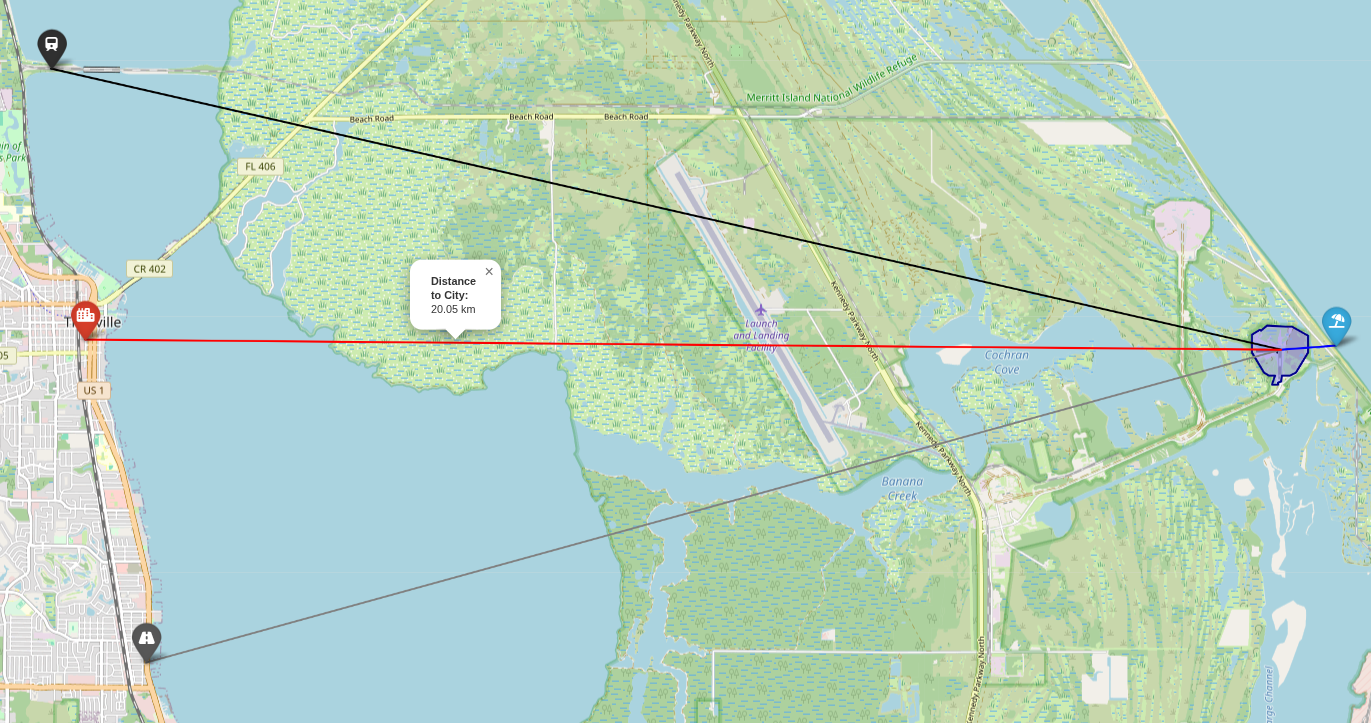 Kennedy Parkway North
Merritt Island National Wildlife Refuge
Beach Road
Beach Road
Beach Road
FL 406
CR 402
Distance
to City:
20.05 km
×
Kennedy Parkway North
Launch
and Landing
Facility
Cochran
Cove
US 1
Kennedy Parkway North
Banana
Creek
Kennedy Parkway North